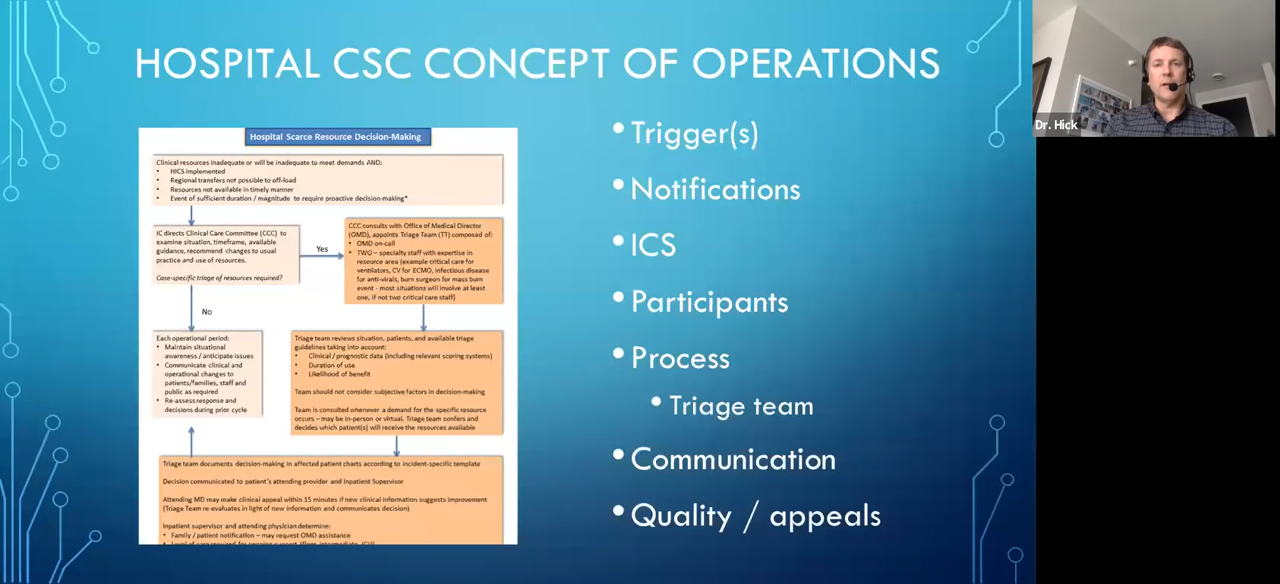 HOSPITAL CSC CONCEPT OF OPERATIONS
Hospital Scarce Resource Decision-Making
Clinical resources inadequate or will be inadequate to meet demands AND:
• HICS implemented
• Regional transfers not possible to off-load
• Resources not available in timely manner
• Event of sufficient duration / magnitude to require proactive decision-making*
IC directs Clinical Care Committee (CCC) to
examine situation, timeframe, available
guidance, recommend changes to usual
practice and use of resources.
Case-specific triage of resources required?
Yes
CCC consults with Office of Medical Director
(OMD), appoints Triage Team (TT) composed of:
• OMD on-call
• TWO – specialty staff with expertise in
resource area (example critical care for
ventilators, CV for ECMO, infectious disease
for anti-virals, burn surgeon for mass burn
event - most situations will involve at least
one, if not two critical care staff)
No
Each operational period:
• Maintain situational
awareness / anticipate issues
• Communicate clinical and
operational changes to
patients/families, staff and
public as required
• Re-assess response and
decisions during prior cycle
Triage team reviews situation, patients, and available triage
guidelines taking into account:
• Clinical / prognostic data (including relevant scoring systems)
• Duration of use
• Likelihood of benefit
Team should not consider subjective factors in decision-making
Team is consulted whenever a demand for the specific resource
occurs – may be in-person or virtual. Triage team confers and
decides which patient(s) will receive the resources available
Triage team documents decision-making in affected patient charts according to incident-specific template
Decision communicated to patient's attending provider and Inpatient Supervisor
Attending MD may make clinical appeal within 15 minutes if new clinical information suggests improvement
(Triage Team re-evaluates in light of new information and communicates decision)
Inpatient supervisor and attending physician determine:
• Family / patient notification – may request OMD assistance
• Trigger(s)
• Notifications
• ICS
• Participants
• Process
• Triage team
• Communication
• Quality / appeals
Dr. Hick